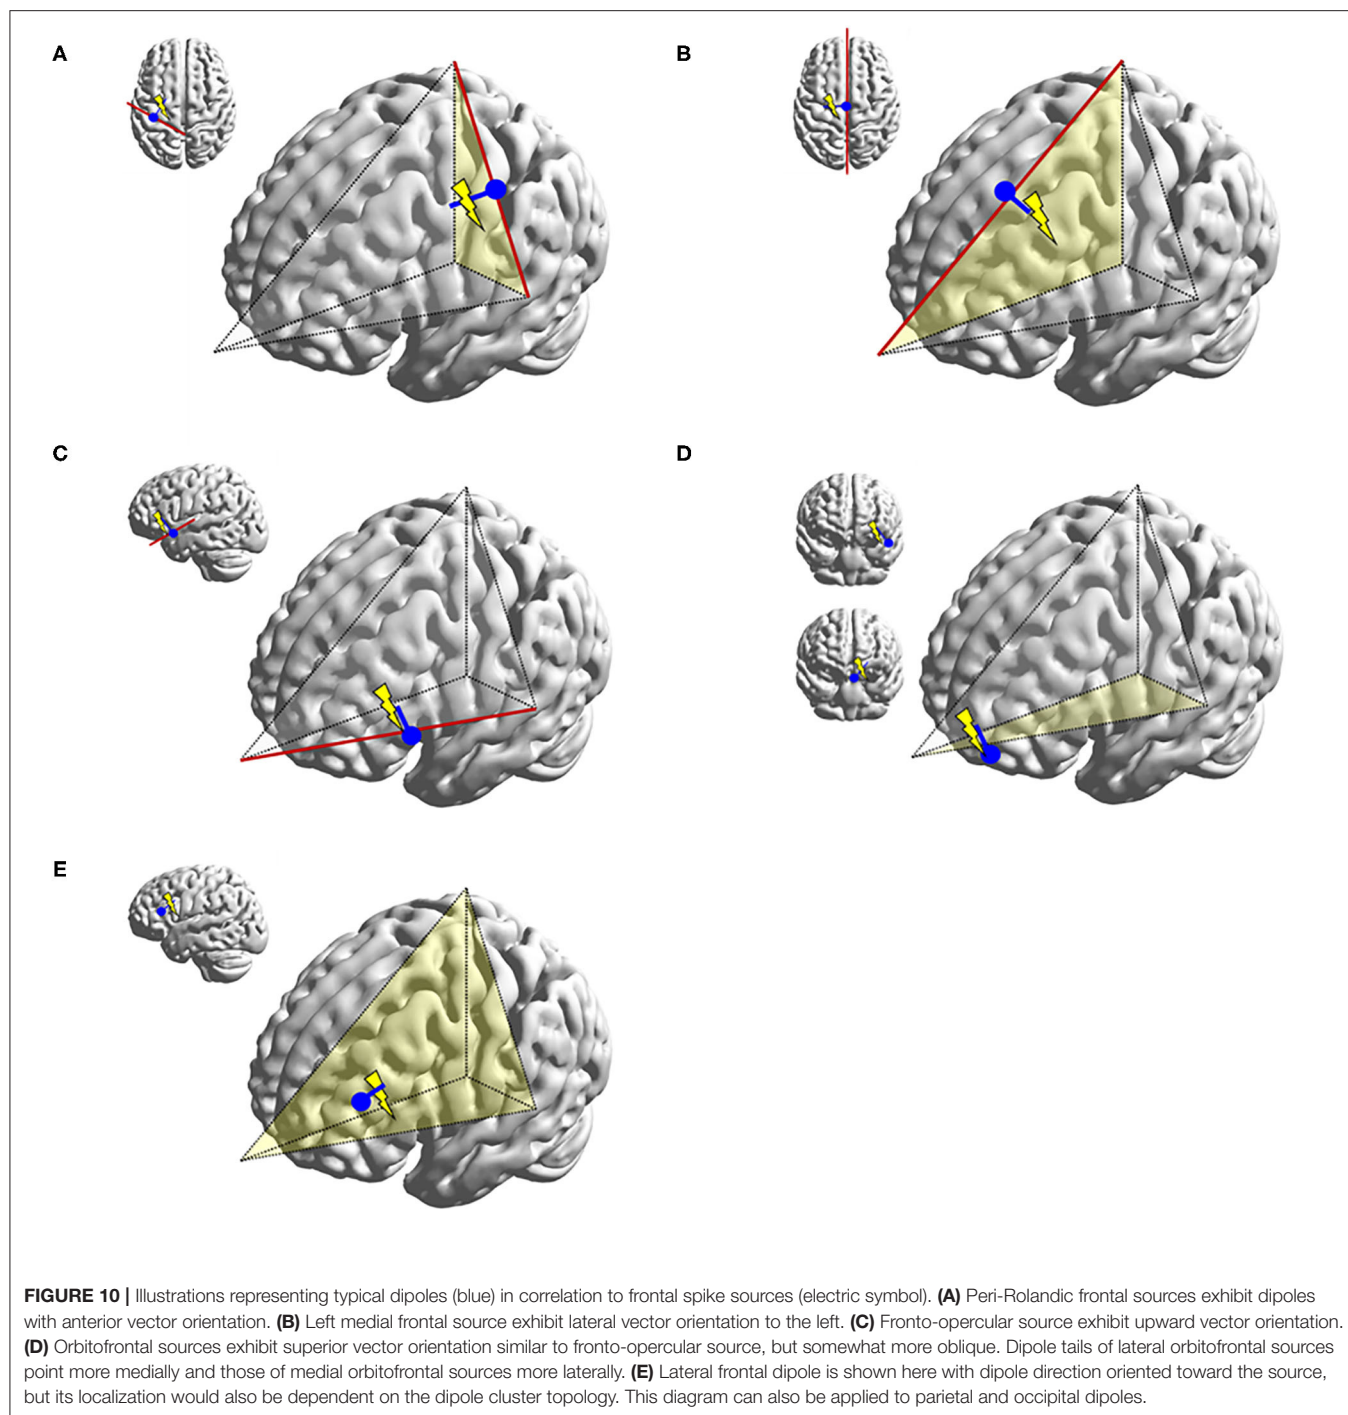 A
B
C
D
E
FIGURE 10 | Illustrations representing typical dipoles (blue) in correlation to frontal spike sources (electric symbol). (A) Peri-Rolandic frontal sources exhibit dipoles
with anterior vector orientation. (B) Left medial frontal source exhibit lateral vector orientation to the left. (C) Fronto-opercular source exhibit upward vector orientation.
(D) Orbitofrontal sources exhibit superior vector orientation similar to fronto-opercular source, but somewhat more oblique. Dipole tails of lateral orbitofrontal sources
point more medially and those of medial orbitofrontal sources more laterally. (E) Lateral frontal dipole is shown here with dipole direction oriented toward the source,
but its localization would also be dependent on the dipole cluster topology. This diagram can also be applied to parietal and occipital dipoles.